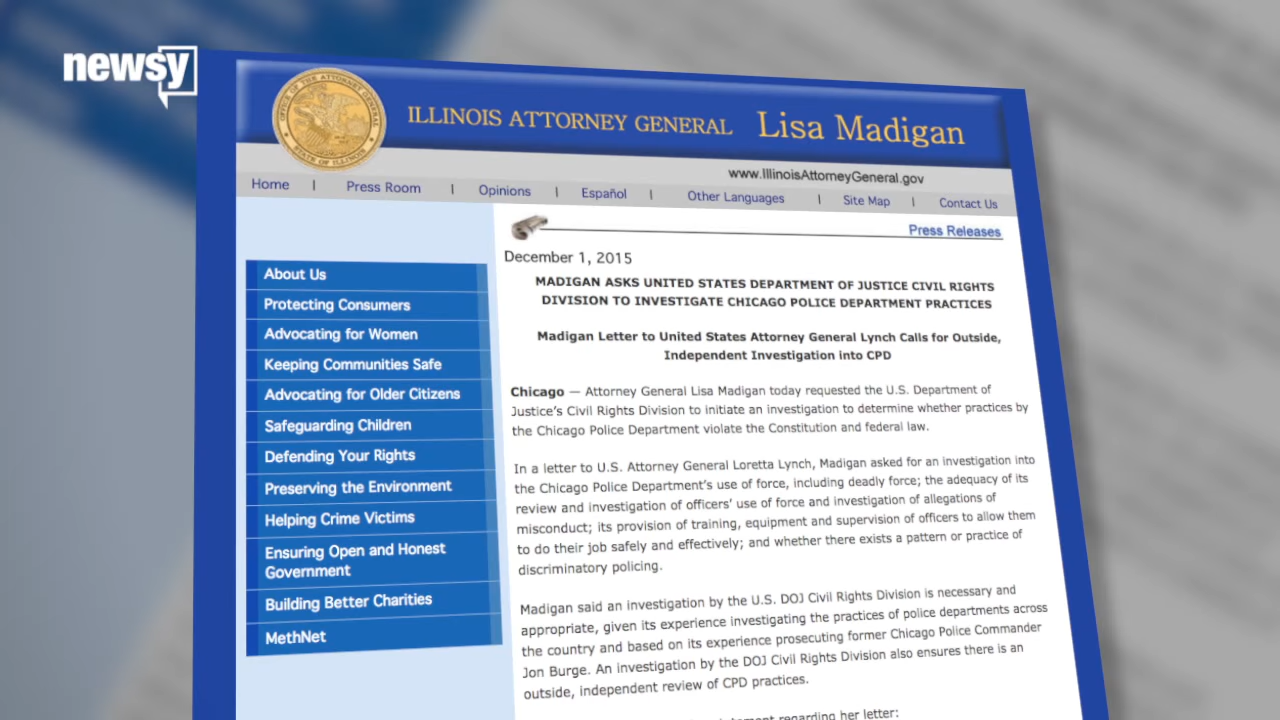 newsy
OFFICE OF THE ATTORNEY GENERAL
STATE OF ILLINOIS
ILLINOIS ATTORNEY GENERAL Lisa Madigan
www.IllinoisAttorneyGeneral.gov
Home | Press Room | Opinions | Español | Other Languages | Site Map | Contact Us
Press Releases
About Us
Protecting Consumers
Advocating for Women
Keeping Communities Safe
Advocating for Older Citizens
Safeguarding Children
Defending Your Rights
Preserving the Environment
Helping Crime Victims
Ensuring Open and Honest
Government
Building Better Charities
MethNet
December 1, 2015
MADIGAN ASKS UNITED STATES DEPARTMENT OF JUSTICE CIVIL RIGHTS
DIVISION TO INVESTIGATE CHICAGO POLICE DEPARTMENT PRACTICES
Madigan Letter to United States Attorney General Lynch Calls for Outside,
Independent Investigation into CPD
Chicago — Attorney General Lisa Madigan today requested the U.S. Department of
Justice's Civil Rights Division to initiate an investigation to determine whether practices by
the Chicago Police Department violate the Constitution and federal law.
In a letter to U.S. Attorney General Loretta Lynch, Madigan asked for an investigation into
the Chicago Police Department's use of force, including deadly force; the adequacy of its
review and investigation of officers' use of force and investigation of allegations of
misconduct; its provision of training, equipment and supervision of officers to allow them
to do their job safely and effectively; and whether there exists a pattern or practice of
discriminatory policing.
Madigan said an investigation by the U.S. DOJ Civil Rights Division is necessary and
appropriate, given its experience investigating the practices of police departments across
the country and based on its experience prosecuting former Chicago Police Commander
Jon Burge. An investigation by the DOJ Civil Rights Division also ensures there is an
outside, independent review of CPD practices.
regarding her letter: